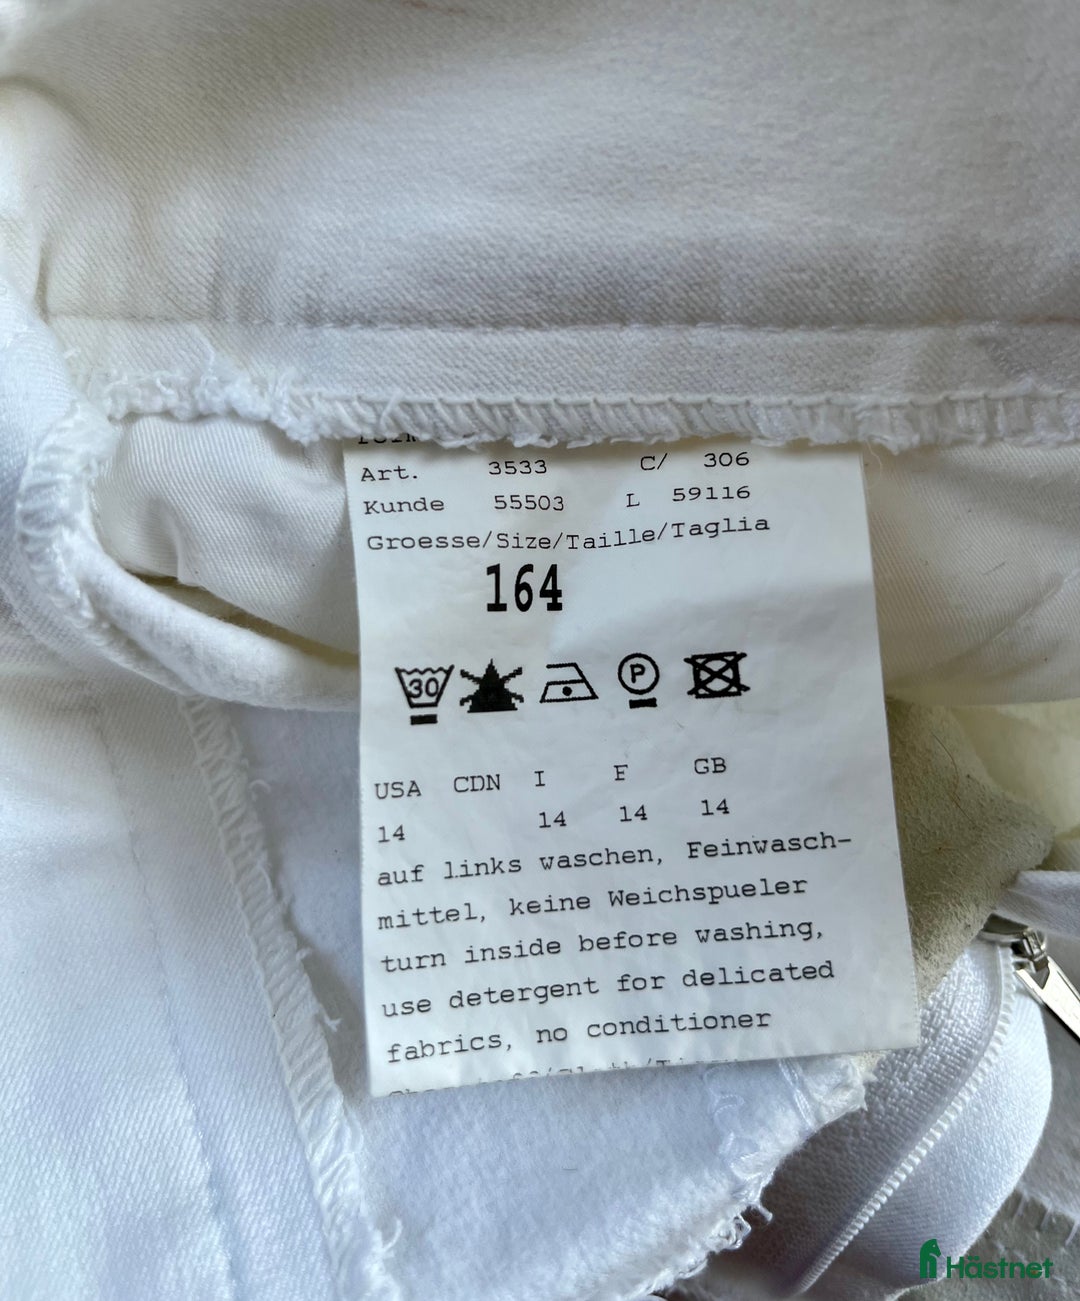 Art. 3533 C/ 306
Kunde 55503 L 59116
Groesse/Size/Taille/Taglia
164
30 P
USA CDN I F GB
14 14 14 14
auf links waschen, Feinwasch-
mittel, keine Weichspueler
turn inside before washing,
use detergent for delicated
fabrics, no conditioner
Hästnet